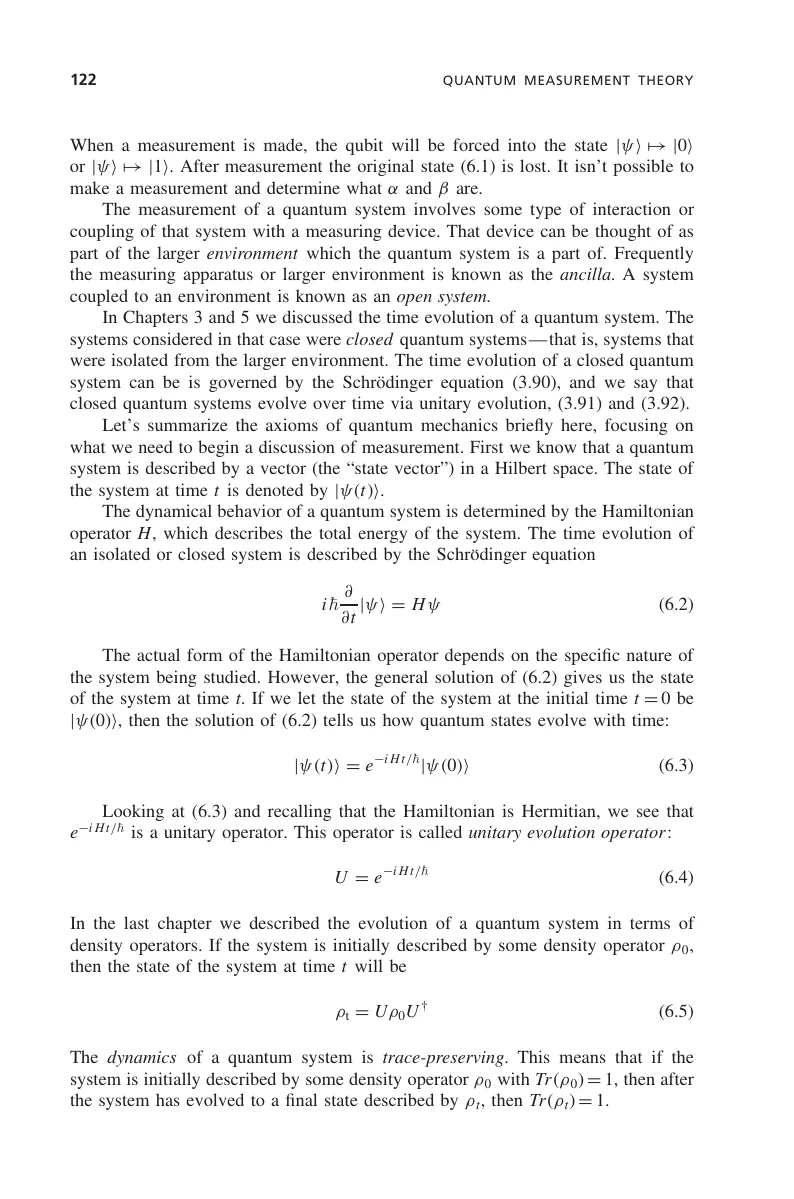 122
QUANTUM MEASUREMENT THEORY
When a measurement is made, the qubit will be forced into the state |ψ⟩ ↦ |0⟩
or |ψ⟩ ↦ |1⟩. After measurement the original state (6.1) is lost. It isn't possible to
make a measurement and determine what α and β are.
The measurement of a quantum system involves some type of interaction or
coupling of that system with a measuring device. That device can be thought of as
part of the larger environment which the quantum system is a part of. Frequently
the measuring apparatus or larger environment is known as the ancilla. A system
coupled to an environment is known as an open system.
In Chapters 3 and 5 we discussed the time evolution of a quantum system. The
systems considered in that case were closed quantum systems—that is, systems that
were isolated from the larger environment. The time evolution of a closed quantum
system can be is governed by the Schrödinger equation (3.90), and we say that
closed quantum systems evolve over time via unitary evolution, (3.91) and (3.92).
Let's summarize the axioms of quantum mechanics briefly here, focusing on
what we need to begin a discussion of measurement. First we know that a quantum
system is described by a vector (the “state vector”) in a Hilbert space. The state of
the system at time t is denoted by |ψ(t)⟩.
The dynamical behavior of a quantum system is determined by the Hamiltonian
operator H, which describes the total energy of the system. The time evolution of
an isolated or closed system is described by the Schrödinger equation
iℏ ∂/∂t |ψ⟩ = Hψ (6.2)
The actual form of the Hamiltonian operator depends on the specific nature of
the system being studied. However, the general solution of (6.2) gives us the state
of the system at time t. If we let the state of the system at the initial time t = 0 be
|ψ(0)⟩, then the solution of (6.2) tells us how quantum states evolve with time:
|ψ(t)⟩ = e^{−iHt/ℏ}|ψ(0)⟩ (6.3)
Looking at (6.3) and recalling that the Hamiltonian is Hermitian, we see that
e^{−iHt/ℏ} is a unitary operator. This operator is called unitary evolution operator:
U = e^{−iHt/ℏ} (6.4)
In the last chapter we described the evolution of a quantum system in terms of
density operators. If the system is initially described by some density operator ρ₀,
then the state of the system at time t will be
ρₜ = Uρ₀U† (6.5)
The dynamics of a quantum system is trace-preserving. This means that if the
system is initially described by some density operator ρ₀ with Tr(ρ₀) = 1, then after
the system has evolved to a final state described by ρₜ, then Tr(ρₜ) = 1.